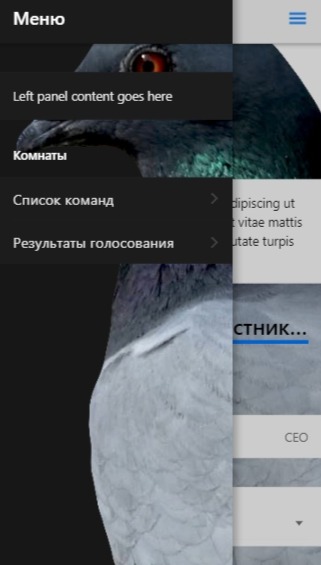 Меню
Left panel content goes here
Комнаты
Список команд
Результаты голосования
dipiscing ut
vitae mattis
utate turpis
стник...
CEO